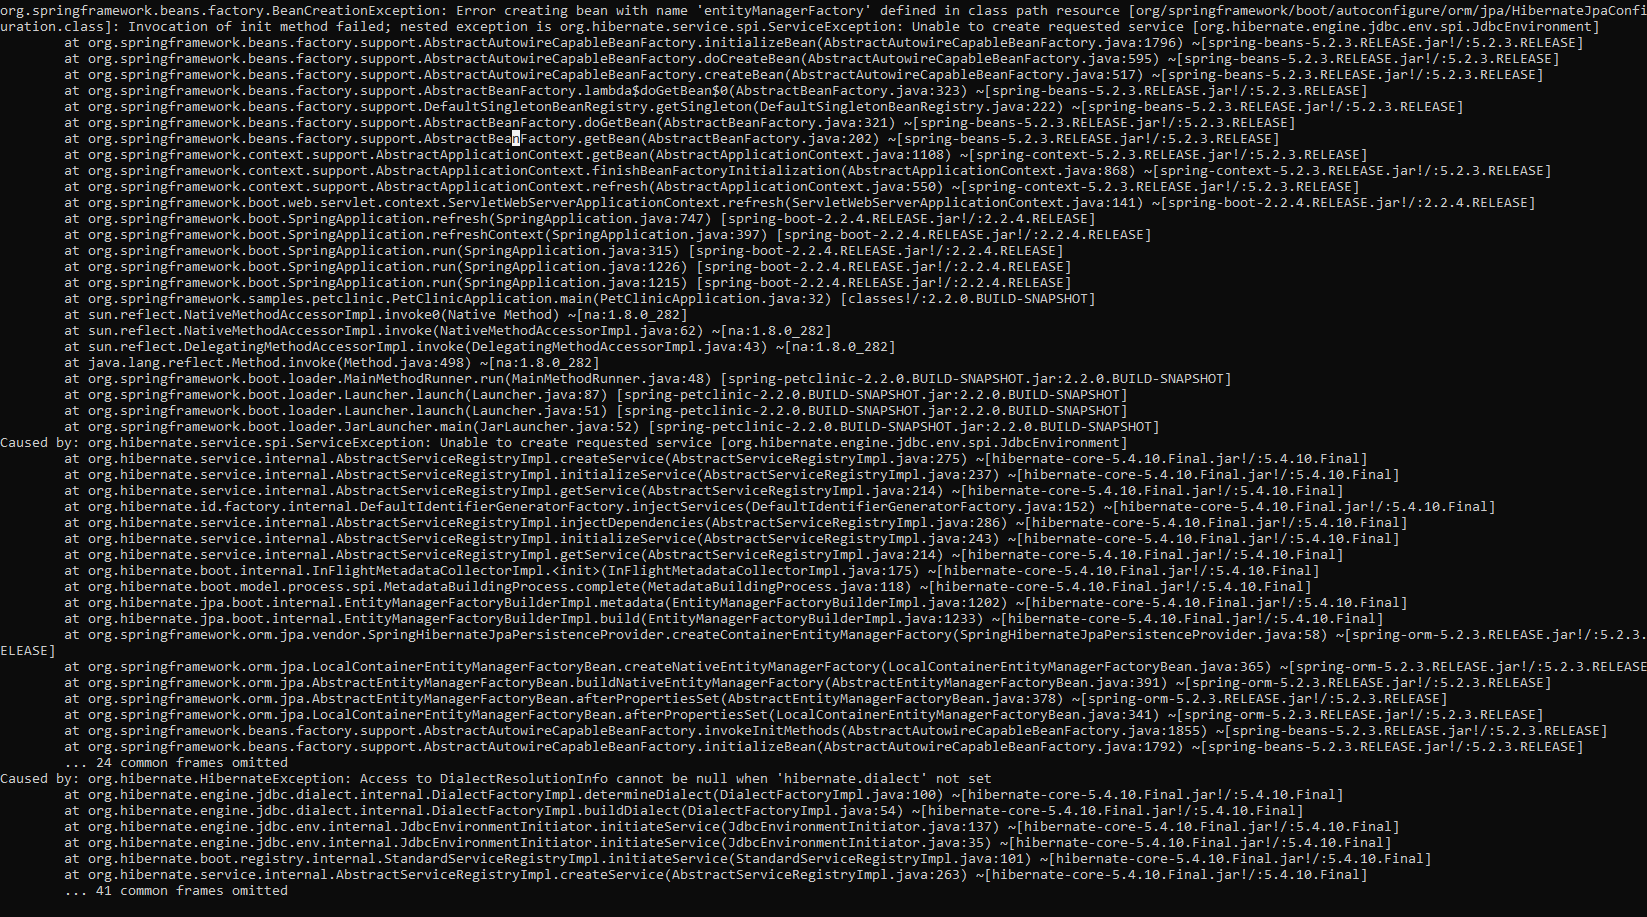 org.springframework.beans.factory.BeanCreationException: Error creating bean with name 'entityManagerFactory' defined in class path resource [org/springframework/boot/autoconfigure/orm/jpa/HibernateJpaConfi
uration.class]: Invocation of init method failed; nested exception is org.hibernate.service.spi.ServiceException: Unable to create requested service [org.hibernate.engine.jdbc.env.spi.JdbcEnvironment]
at org.springframework.beans.factory.support.AbstractAutowireCapableBeanFactory.initializeBean(AbstractAutowireCapableBeanFactory.java:1796) ~[spring-beans-5.2.3.RELEASE.jar!/:5.2.3.RELEASE]
at org.springframework.beans.factory.support.AbstractAutowireCapableBeanFactory.doCreateBean(AbstractAutowireCapableBeanFactory.java:595) ~[spring-beans-5.2.3.RELEASE.jar!/:5.2.3.RELEASE]
at org.springframework.beans.factory.support.AbstractAutowireCapableBeanFactory.createBean(AbstractAutowireCapableBeanFactory.java:517) ~[spring-beans-5.2.3.RELEASE.jar!/:5.2.3.RELEASE]
at org.springframework.beans.factory.support.AbstractBeanFactory.lambda$doGetBean$0(AbstractBeanFactory.java:323) ~[spring-beans-5.2.3.RELEASE.jar!/:5.2.3.RELEASE]
at org.springframework.beans.factory.support.DefaultSingletonBeanRegistry.getSingleton(DefaultSingletonBeanRegistry.java:222) ~[spring-beans-5.2.3.RELEASE.jar!/:5.2.3.RELEASE]
at org.springframework.beans.factory.support.AbstractBeanFactory.doGetBean(AbstractBeanFactory.java:321) ~[spring-beans-5.2.3.RELEASE.jar!/:5.2.3.RELEASE]
at org.springframework.beans.factory.support.AbstractBeanFactory.getBean(AbstractBeanFactory.java:202) ~[spring-beans-5.2.3.RELEASE.jar!/:5.2.3.RELEASE]
at org.springframework.context.support.AbstractApplicationContext.getBean(AbstractApplicationContext.java:1108) ~[spring-context-5.2.3.RELEASE.jar!/:5.2.3.RELEASE]
at org.springframework.context.support.AbstractApplicationContext.finishBeanFactoryInitialization(AbstractApplicationContext.java:868) ~[spring-context-5.2.3.RELEASE.jar!/:5.2.3.RELEASE]
at org.springframework.context.support.AbstractApplicationContext.refresh(AbstractApplicationContext.java:550) ~[spring-context-5.2.3.RELEASE.jar!/:5.2.3.RELEASE]
at org.springframework.boot.web.servlet.context.ServletWebServerApplicationContext.refresh(ServletWebServerApplicationContext.java:141) ~[spring-boot-2.2.4.RELEASE.jar!/:2.2.4.RELEASE]
at org.springframework.boot.SpringApplication.refresh(SpringApplication.java:747) [spring-boot-2.2.4.RELEASE.jar!/:2.2.4.RELEASE]
at org.springframework.boot.SpringApplication.refreshContext(SpringApplication.java:397) [spring-boot-2.2.4.RELEASE.jar!/:2.2.4.RELEASE]
at org.springframework.boot.SpringApplication.run(SpringApplication.java:315) [spring-boot-2.2.4.RELEASE.jar!/:2.2.4.RELEASE]
at org.springframework.boot.SpringApplication.run(SpringApplication.java:1226) [spring-boot-2.2.4.RELEASE.jar!/:2.2.4.RELEASE]
at org.springframework.boot.SpringApplication.run(SpringApplication.java:1215) [spring-boot-2.2.4.RELEASE.jar!/:2.2.4.RELEASE]
at org.springframework.samples.petclinic.PetClinicApplication.main(PetClinicApplication.java:32) [classes!/:2.2.0.BUILD-SNAPSHOT]
at sun.reflect.NativeMethodAccessorImpl.invoke0(Native Method) ~[na:1.8.0_282]
at sun.reflect.NativeMethodAccessorImpl.invoke(NativeMethodAccessorImpl.java:62) ~[na:1.8.0_282]
at sun.reflect.DelegatingMethodAccessorImpl.invoke(DelegatingMethodAccessorImpl.java:43) ~[na:1.8.0_282]
at java.lang.reflect.Method.invoke(Method.java:498) ~[na:1.8.0_282]
at org.springframework.boot.loader.MainMethodRunner.run(MainMethodRunner.java:48) [spring-petclinic-2.2.0.BUILD-SNAPSHOT.jar:2.2.0.BUILD-SNAPSHOT]
at org.springframework.boot.loader.Launcher.launch(Launcher.java:87) [spring-petclinic-2.2.0.BUILD-SNAPSHOT.jar:2.2.0.BUILD-SNAPSHOT]
at org.springframework.boot.loader.Launcher.launch(Launcher.java:51) [spring-petclinic-2.2.0.BUILD-SNAPSHOT.jar:2.2.0.BUILD-SNAPSHOT]
at org.springframework.boot.loader.JarLauncher.main(JarLauncher.java:52) [spring-petclinic-2.2.0.BUILD-SNAPSHOT.jar:2.2.0.BUILD-SNAPSHOT]
Caused by: org.hibernate.service.spi.ServiceException: Unable to create requested service [org.hibernate.engine.jdbc.env.spi.JdbcEnvironment]
at org.hibernate.service.internal.AbstractServiceRegistryImpl.createService(AbstractServiceRegistryImpl.java:275) ~[hibernate-core-5.4.10.Final.jar!/:5.4.10.Final]
at org.hibernate.service.internal.AbstractServiceRegistryImpl.initializeService(AbstractServiceRegistryImpl.java:237) ~[hibernate-core-5.4.10.Final.jar!/:5.4.10.Final]
at org.hibernate.service.internal.AbstractServiceRegistryImpl.getService(AbstractServiceRegistryImpl.java:214) ~[hibernate-core-5.4.10.Final.jar!/:5.4.10.Final]
at org.hibernate.id.factory.internal.DefaultIdentifierGeneratorFactory.injectServices(DefaultIdentifierGeneratorFactory.java:152) ~[hibernate-core-5.4.10.Final.jar!/:5.4.10.Final]
at org.hibernate.service.internal.AbstractServiceRegistryImpl.injectDependencies(AbstractServiceRegistryImpl.java:286) ~[hibernate-core-5.4.10.Final.jar!/:5.4.10.Final]
at org.hibernate.service.internal.AbstractServiceRegistryImpl.initializeService(AbstractServiceRegistryImpl.java:243) ~[hibernate-core-5.4.10.Final.jar!/:5.4.10.Final]
at org.hibernate.service.internal.AbstractServiceRegistryImpl.getService(AbstractServiceRegistryImpl.java:214) ~[hibernate-core-5.4.10.Final.jar!/:5.4.10.Final]
at org.hibernate.boot.internal.InFlightMetadataCollectorImpl.<init>(InFlightMetadataCollectorImpl.java:175) ~[hibernate-core-5.4.10.Final.jar!/:5.4.10.Final]
at org.hibernate.boot.model.process.spi.MetadataBuildingProcess.complete(MetadataBuildingProcess.java:118) ~[hibernate-core-5.4.10.Final.jar!/:5.4.10.Final]
at org.hibernate.jpa.boot.internal.EntityManagerFactoryBuilderImpl.metadata(EntityManagerFactoryBuilderImpl.java:1202) ~[hibernate-core-5.4.10.Final.jar!/:5.4.10.Final]
at org.hibernate.jpa.boot.internal.EntityManagerFactoryBuilderImpl.build(EntityManagerFactoryBuilderImpl.java:1233) ~[hibernate-core-5.4.10.Final.jar!/:5.4.10.Final]
at org.springframework.orm.jpa.vendor.SpringHibernateJpaPersistenceProvider.createContainerEntityManagerFactory(SpringHibernateJpaPersistenceProvider.java:58) ~[spring-orm-5.2.3.RELEASE.jar!/:5.2.3.
ELEASE]
at org.springframework.orm.jpa.LocalContainerEntityManagerFactoryBean.createNativeEntityManagerFactory(LocalContainerEntityManagerFactoryBean.java:365) ~[spring-orm-5.2.3.RELEASE.jar!/:5.2.3.RELEASE
at org.springframework.orm.jpa.AbstractEntityManagerFactoryBean.buildNativeEntityManagerFactory(AbstractEntityManagerFactoryBean.java:391) ~[spring-orm-5.2.3.RELEASE.jar!/:5.2.3.RELEASE]
at org.springframework.orm.jpa.AbstractEntityManagerFactoryBean.afterPropertiesSet(AbstractEntityManagerFactoryBean.java:378) ~[spring-orm-5.2.3.RELEASE.jar!/:5.2.3.RELEASE]
at org.springframework.orm.jpa.LocalContainerEntityManagerFactoryBean.afterPropertiesSet(LocalContainerEntityManagerFactoryBean.java:341) ~[spring-orm-5.2.3.RELEASE.jar!/:5.2.3.RELEASE]
at org.springframework.beans.factory.support.AbstractAutowireCapableBeanFactory.invokeInitMethods(AbstractAutowireCapableBeanFactory.java:1855) ~[spring-beans-5.2.3.RELEASE.jar!/:5.2.3.RELEASE]
at org.springframework.beans.factory.support.AbstractAutowireCapableBeanFactory.initializeBean(AbstractAutowireCapableBeanFactory.java:1792) ~[spring-beans-5.2.3.RELEASE.jar!/:5.2.3.RELEASE]
... 24 common frames omitted
Caused by: org.hibernate.HibernateException: Access to DialectResolutionInfo cannot be null when 'hibernate.dialect' not set
at org.hibernate.engine.jdbc.dialect.internal.DialectFactoryImpl.determineDialect(DialectFactoryImpl.java:100) ~[hibernate-core-5.4.10.Final.jar!/:5.4.10.Final]
at org.hibernate.engine.jdbc.dialect.internal.DialectFactoryImpl.buildDialect(DialectFactoryImpl.java:54) ~[hibernate-core-5.4.10.Final.jar!/:5.4.10.Final]
at org.hibernate.engine.jdbc.env.internal.JdbcEnvironmentInitiator.initiateService(JdbcEnvironmentInitiator.java:137) ~[hibernate-core-5.4.10.Final.jar!/:5.4.10.Final]
at org.hibernate.engine.jdbc.env.internal.JdbcEnvironmentInitiator.initiateService(JdbcEnvironmentInitiator.java:35) ~[hibernate-core-5.4.10.Final.jar!/:5.4.10.Final]
at org.hibernate.boot.registry.internal.StandardServiceRegistryImpl.initiateService(StandardServiceRegistryImpl.java:101) ~[hibernate-core-5.4.10.Final.jar!/:5.4.10.Final]
at org.hibernate.service.internal.AbstractServiceRegistryImpl.createService(AbstractServiceRegistryImpl.java:263) ~[hibernate-core-5.4.10.Final.jar!/:5.4.10.Final]
... 41 common frames omitted